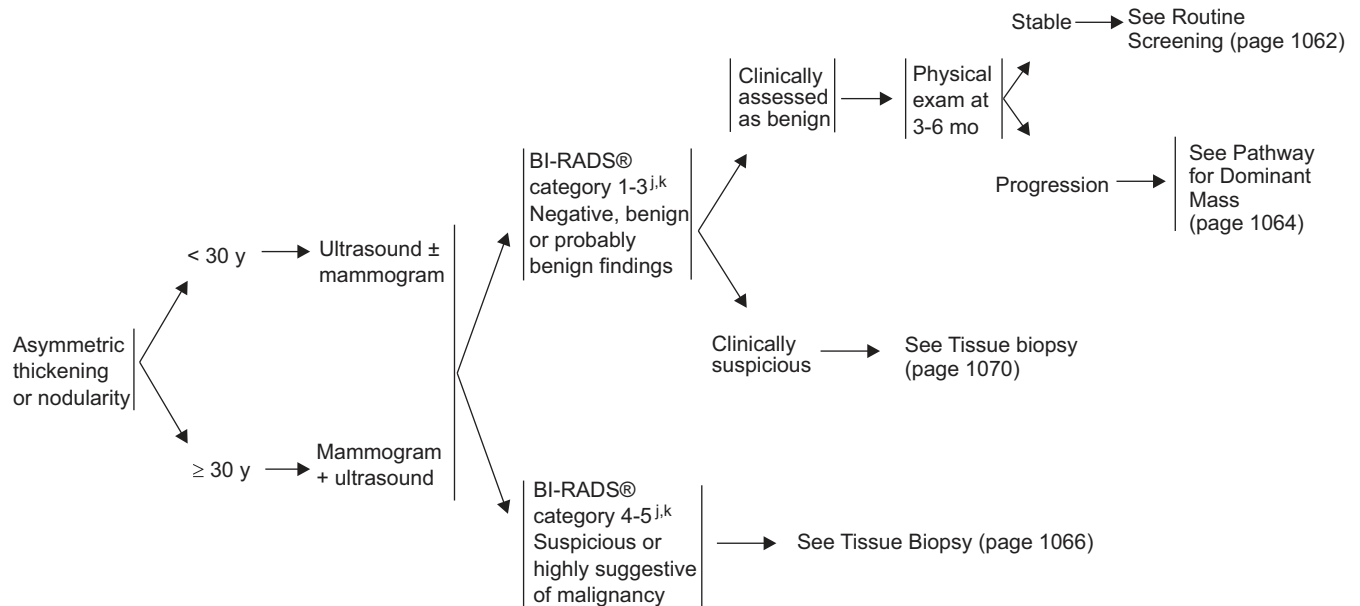 Asymmetric
thickening
or nodularity
< 30 y
Ultrasound ±
mammogram
≥ 30 y
Mammogram
+ ultrasound
BI-RADS®
category 1-3 j,k
Negative, benign
or probably
benign findings
Clinically
assessed
as benign
Physical
exam at
3-6 mo
Stable
See Routine
Screening (page 1062)
Progression
See Pathway
for Dominant
Mass
(page 1064)
Clinically
suspicious
See Tissue biopsy
(page 1070)
BI-RADS®
category 4-5 j,k
Suspicious or
highly suggestive
of malignancy
See Tissue Biopsy (page 1066)